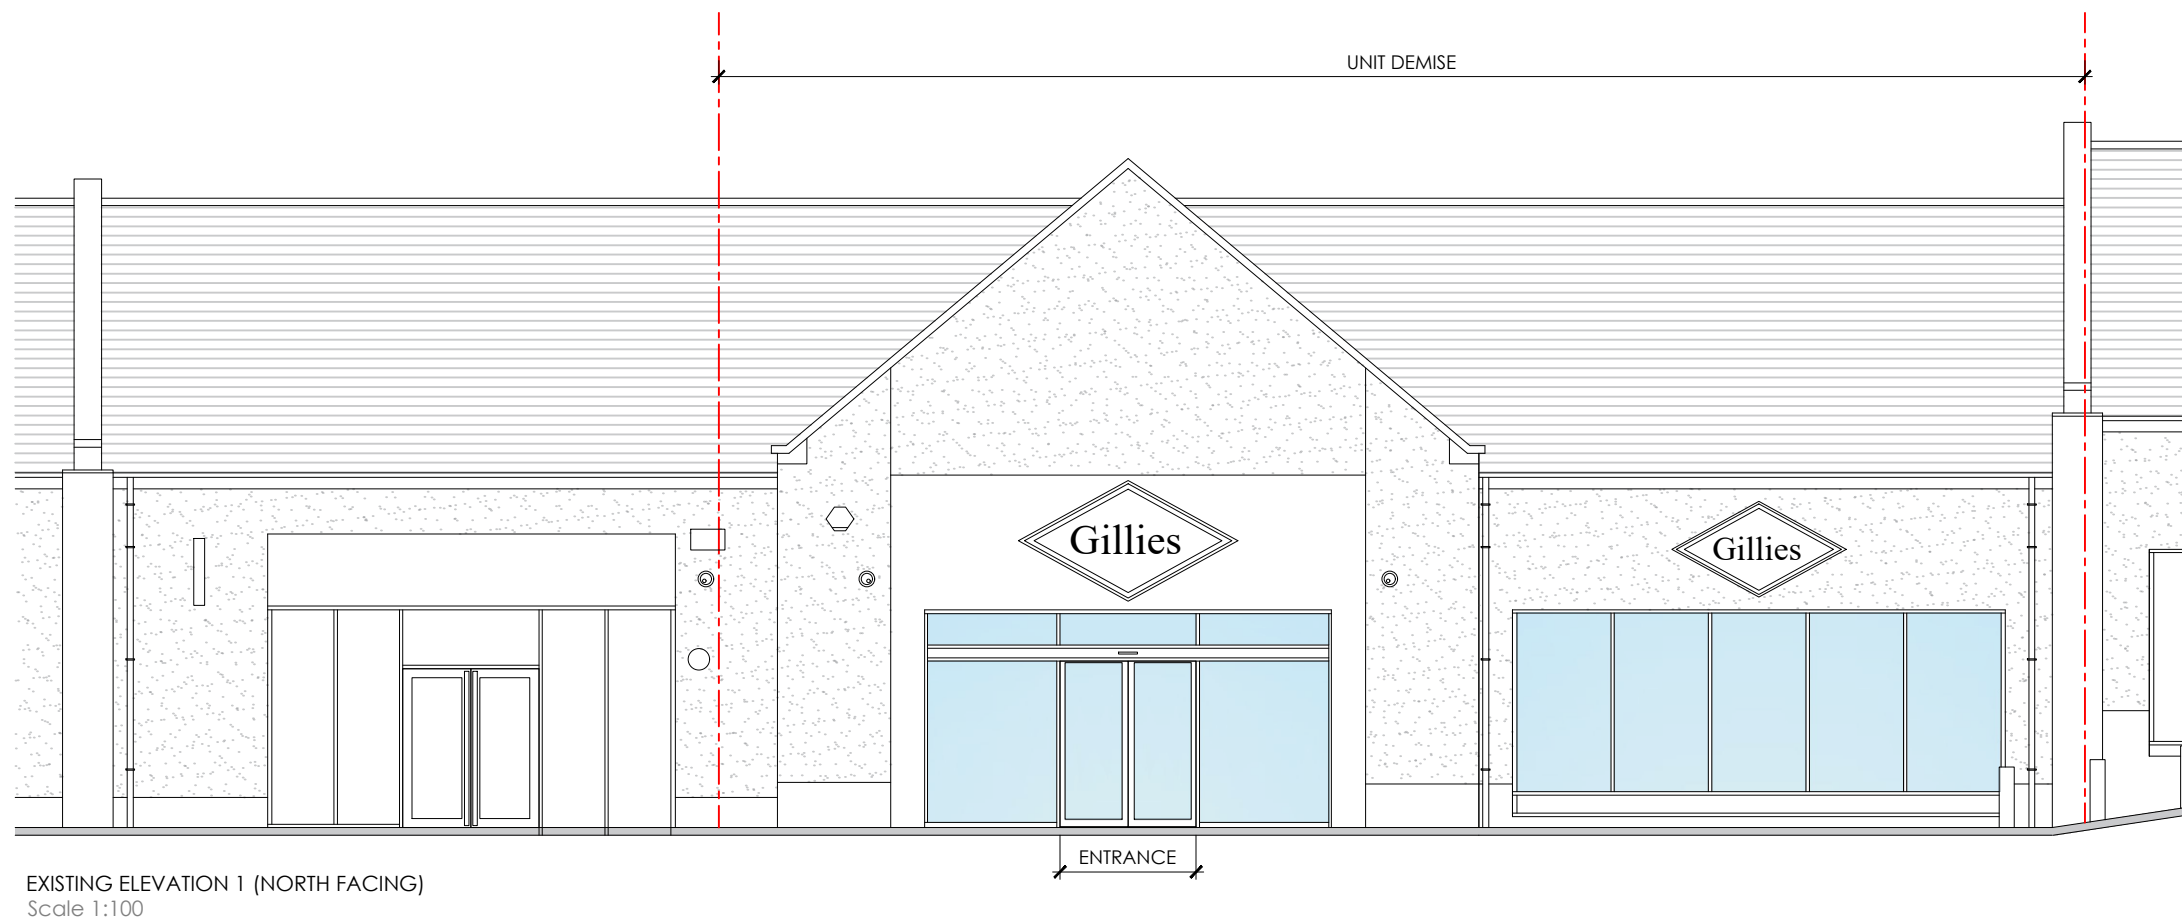 UNIT DEMISE
Gillies
Gillies
ENTRANCE
EXISTING ELEVATION 1 (NORTH FACING)
Scale 1:100